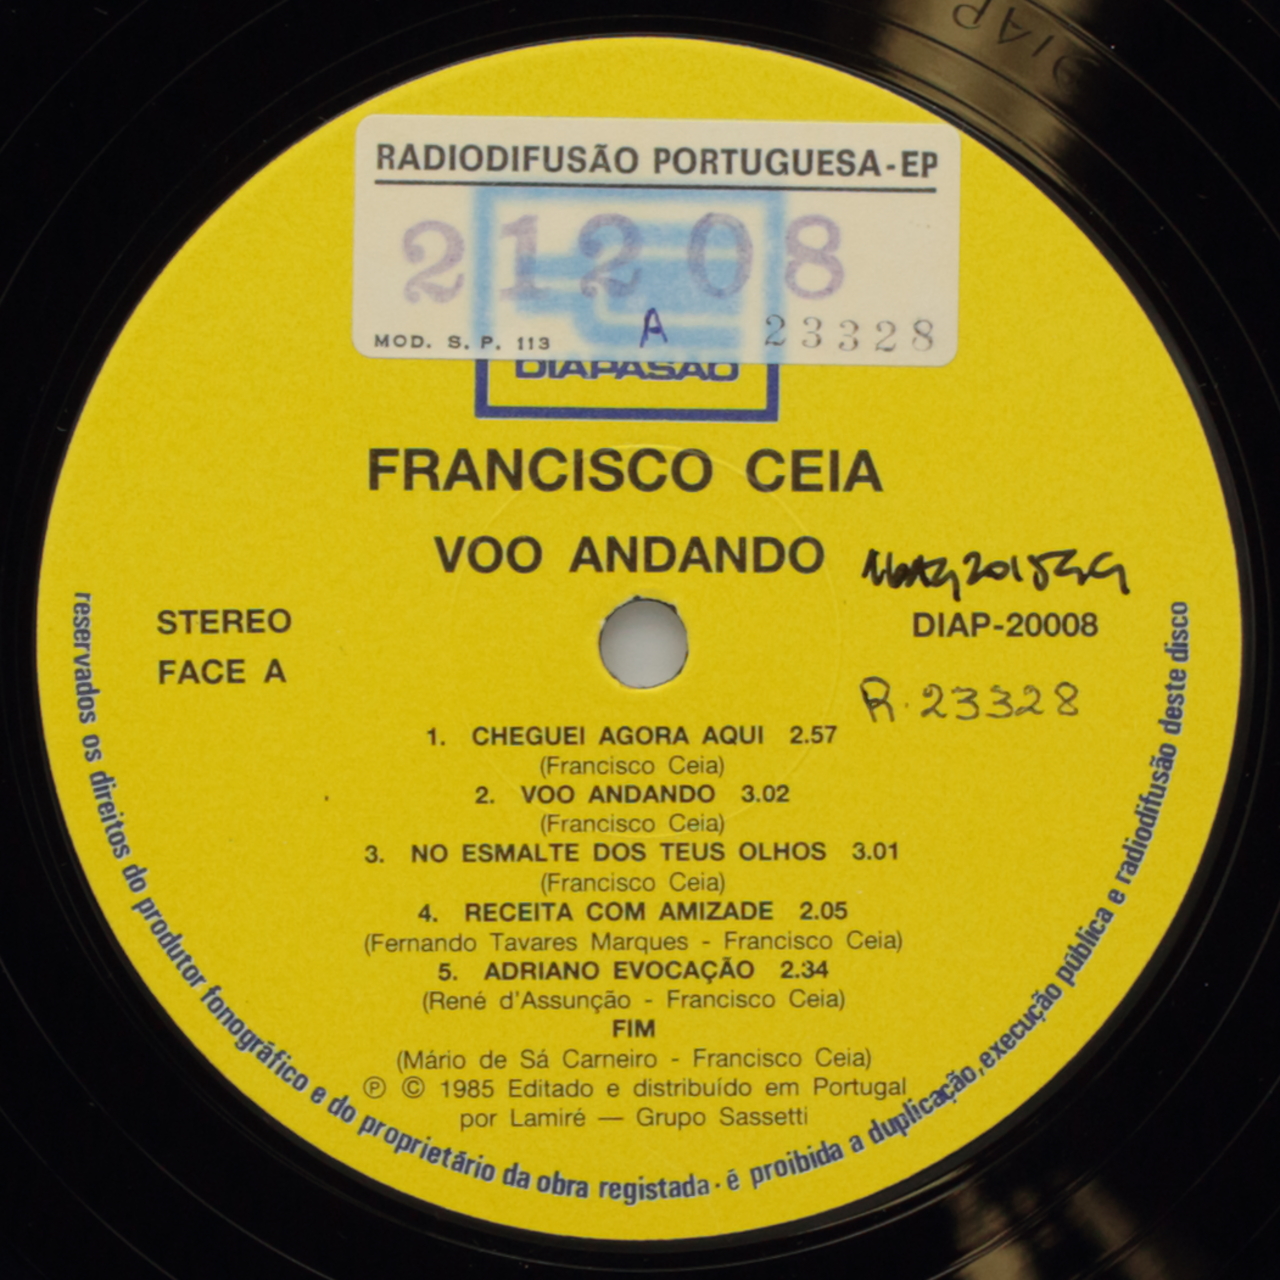 RADIODIFUSÃO PORTUGUESA-EP
21208
A
MOD. S. P. 113
23328
DIAPASÃO
FRANCISCO CEIA
VOO ANDANDO
STEREO
DIAP-20008
FACE A
R. 23328
1. CHEGUEI AGORA AQUI 2.57
(Francisco Ceia)
2. VOO ANDANDO 3.02
(Francisco Ceia)
3. NO ESMALTE DOS TEUS OLHOS 3.01
(Francisco Ceia)
4. RECEITA COM AMIZADE 2.05
(Fernando Tavares Marques - Francisco Ceia)
5. ADRIANO EVOCAÇÃO 2.34
(René d'Assunção - Francisco Ceia)
FIM
(Mário de Sá Carneiro - Francisco Ceia)
Ⓟ © 1985 Editado e distribuído em Portugal
por Lamiré — Grupo Sassetti
reservados os direitos do produtor fonográfico e do proprietário da obra registada · é proibida a duplicação, execução pública e radiodifusão deste disco
DIAP